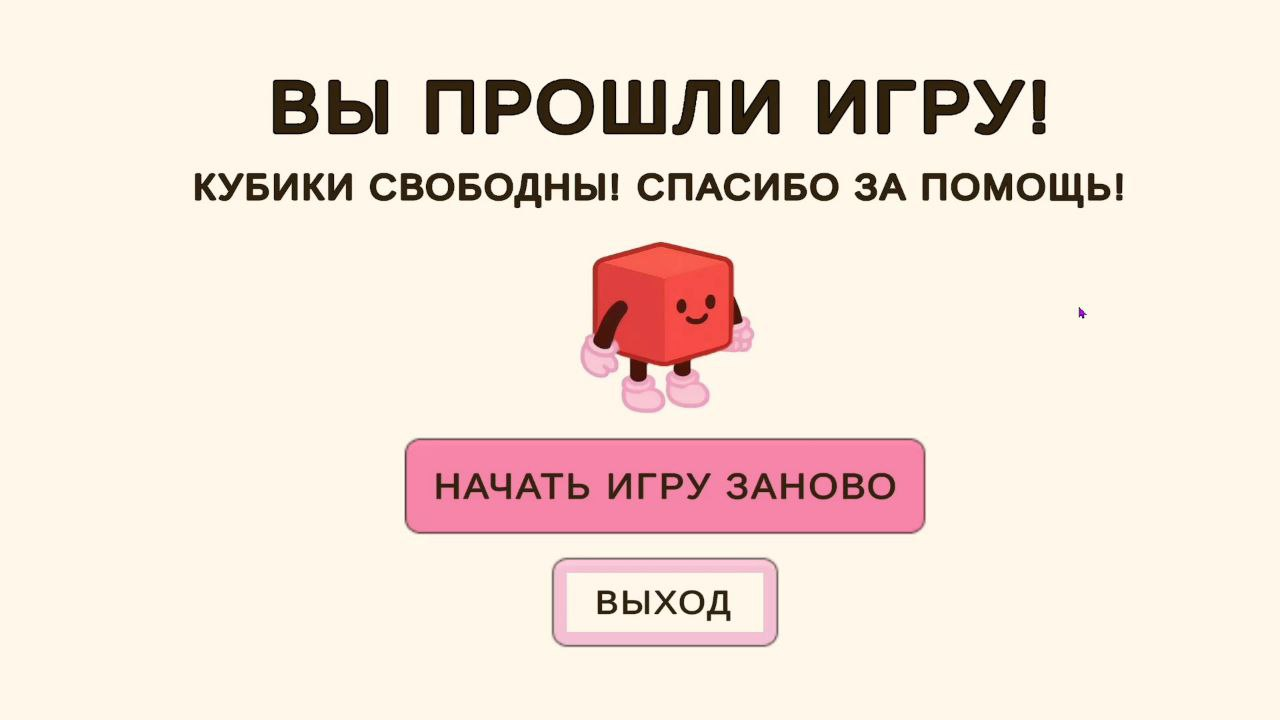 ВЫ ПРОШЛИ ИГРУ!
КУБИКИ СВОБОДНЫ! СПАСИБО ЗА ПОМОЩЬ!
НАЧАТЬ ИГРУ ЗАНОВО
ВЫХОД